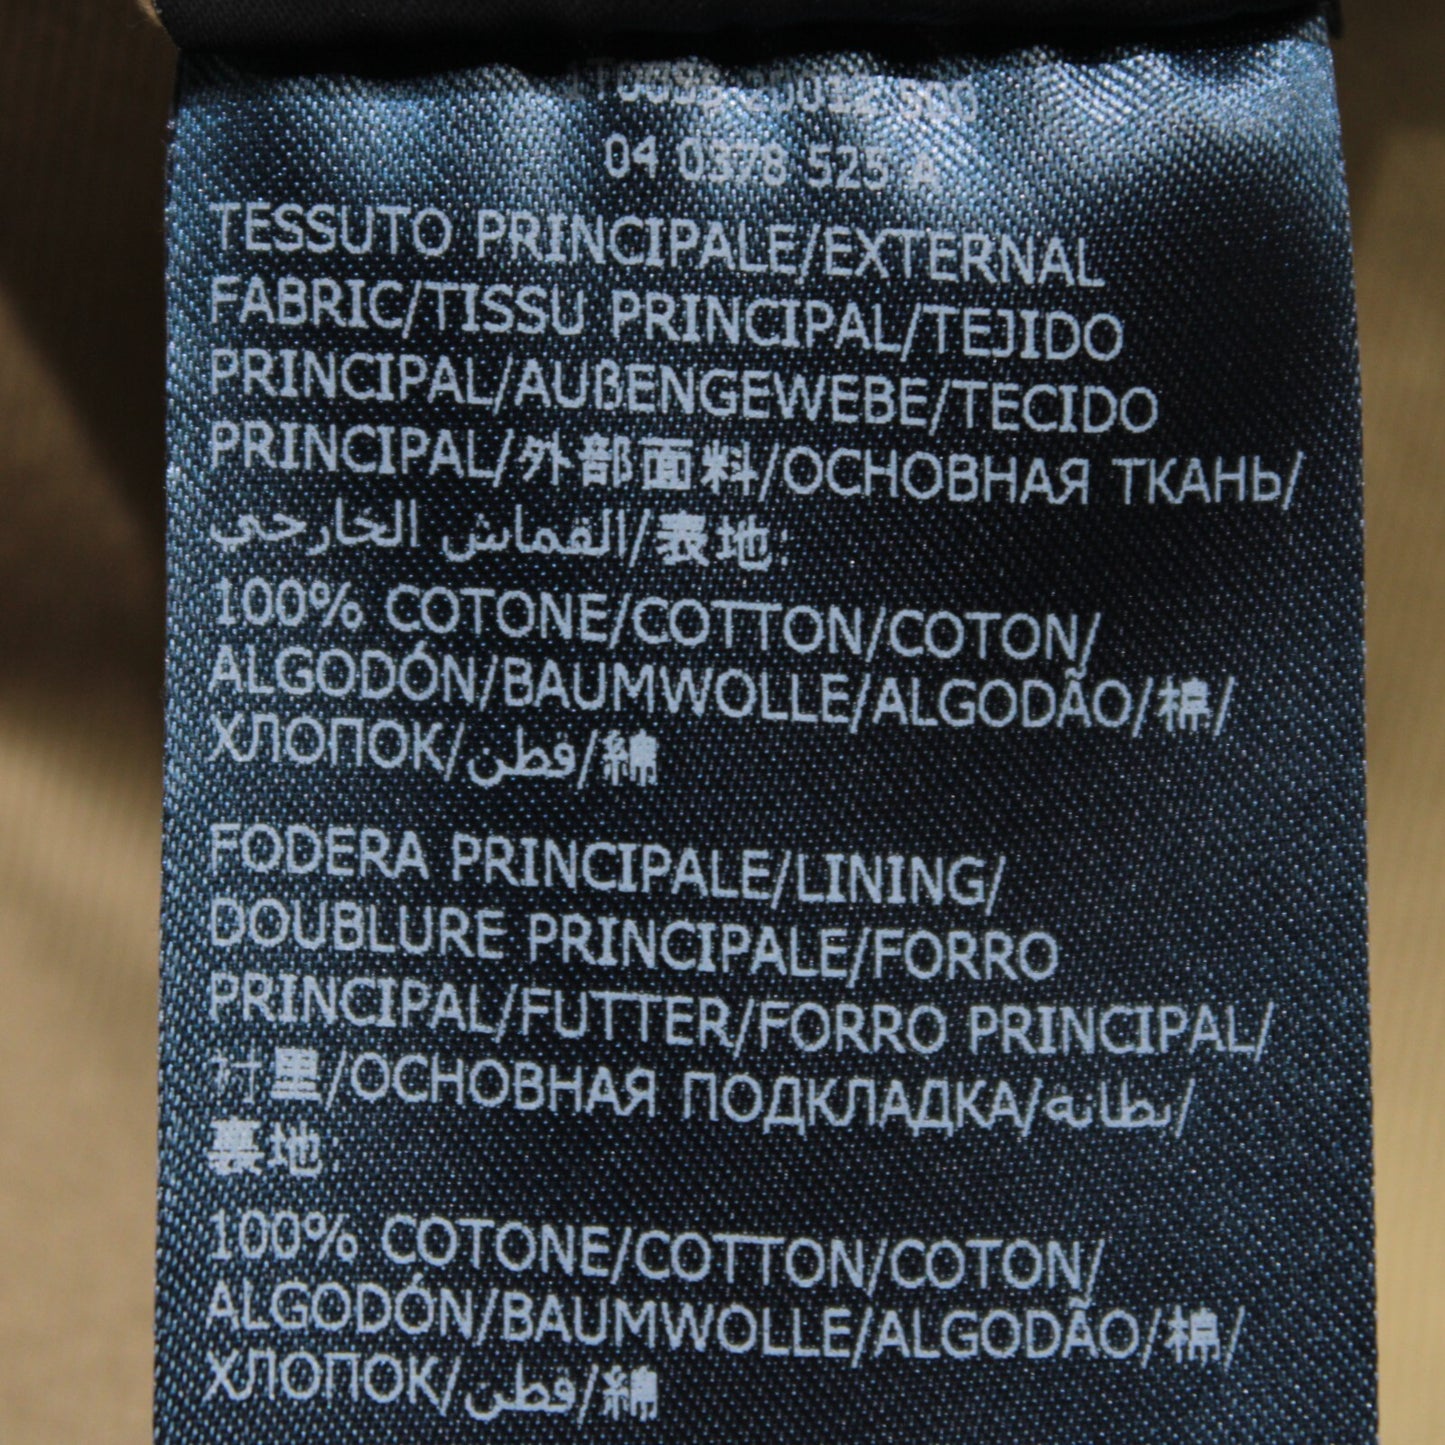 04 0378 525 A
TESSUTO PRINCIPALE/EXTERNAL
FABRIC/TISSU PRINCIPAL/TEJIDO
PRINCIPAL/AUßENGEWEBE/TECIDO
PRINCIPAL/外部面料/ОСНОВНАЯ ТКАНЬ/
القماش الخارجي/表地:
100% COTONE/COTTON/COTON/
ALGODÓN/BAUMWOLLE/ALGODÃO/棉/
ХЛОПОК/قطن/綿
FODERA PRINCIPALE/LINING/
DOUBLURE PRINCIPALE/FORRO
PRINCIPAL/FUTTER/FORRO PRINCIPAL/
衬里/ОСНОВНАЯ ПОДКЛАДКА/بطانه/
裏地:
100% COTONE/COTTON/COTON/
ALGODÓN/BAUMWOLLE/ALGODÃO/棉/
ХЛОПОК/قطن/綿